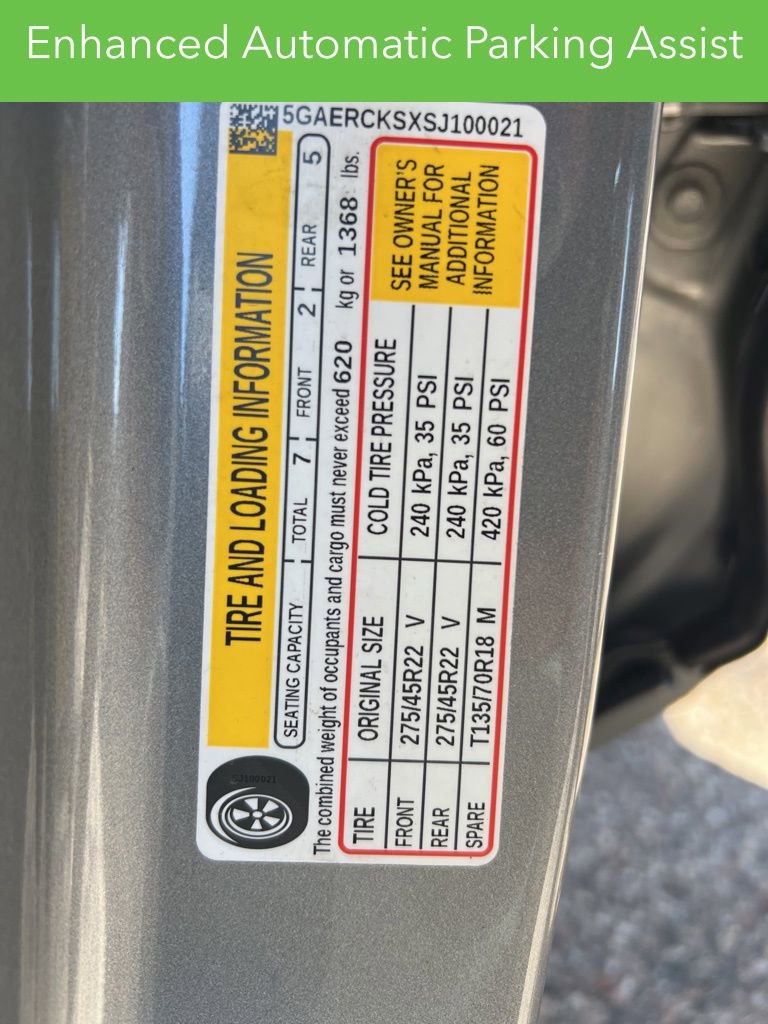 Enhanced Automatic Parking Assist
5GAERCKSXSJ100021
TIRE AND LOADING INFORMATION
SEATING CAPACITY TOTAL 7 FRONT 2 REAR 5
The combined weight of occupants and cargo must never exceed 620 kg or 1368 lbs.
TIRE ORIGINAL SIZE COLD TIRE PRESSURE
FRONT 275/45R22 V 240 kPa, 35 PSI
REAR 275/45R22 V 240 kPa, 35 PSI
SPARE T135/70R18 M 420 kPa, 60 PSI
SEE OWNER'S
MANUAL FOR
ADDITIONAL
INFORMATION
SJ100021